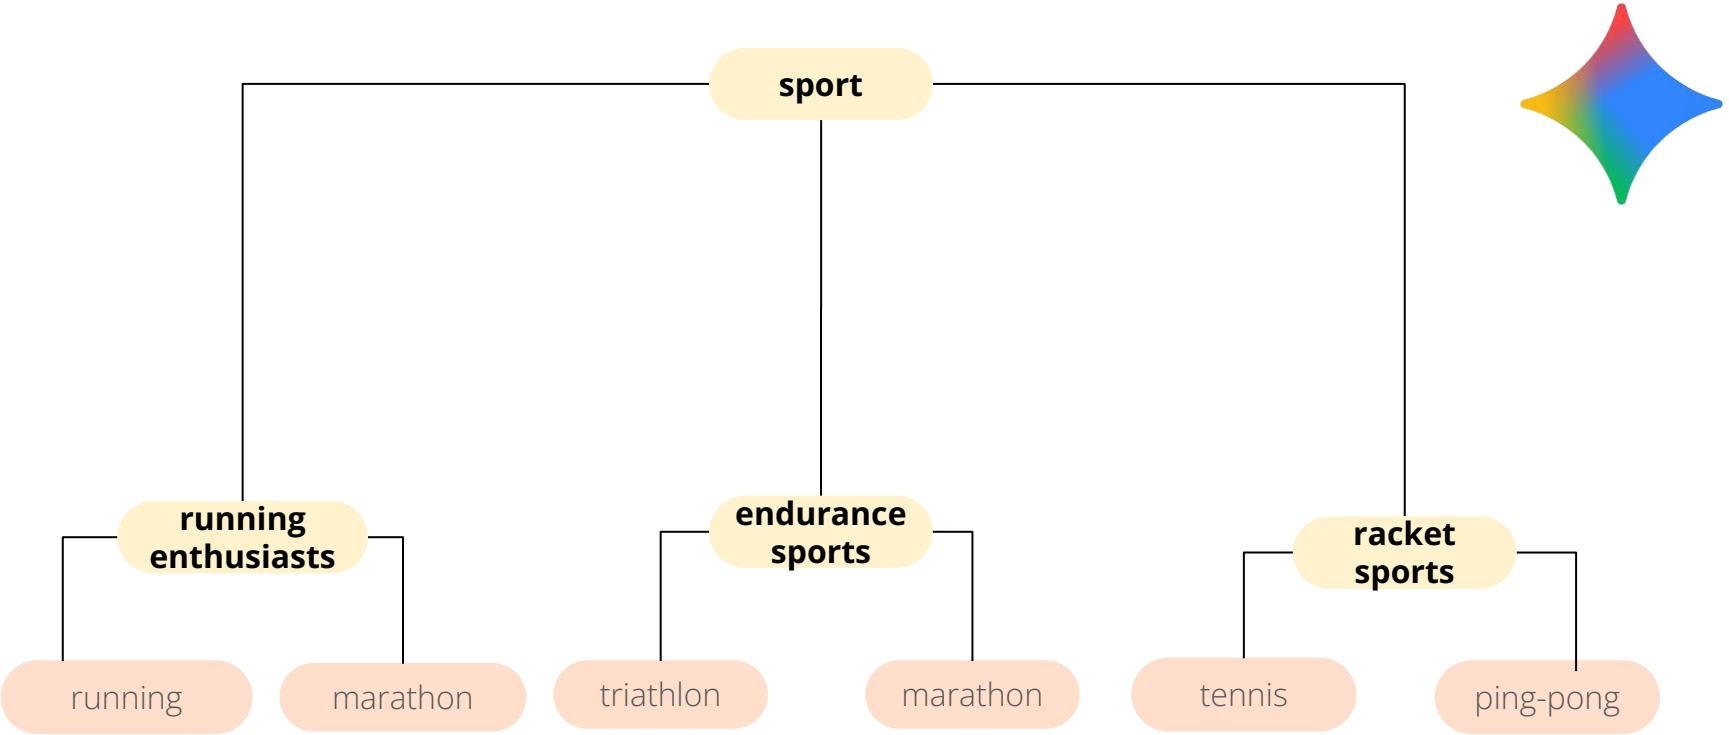 sport
running
enthusiasts
endurance
sports
racket
sports
running
marathon
triathlon
marathon
tennis
ping-pong